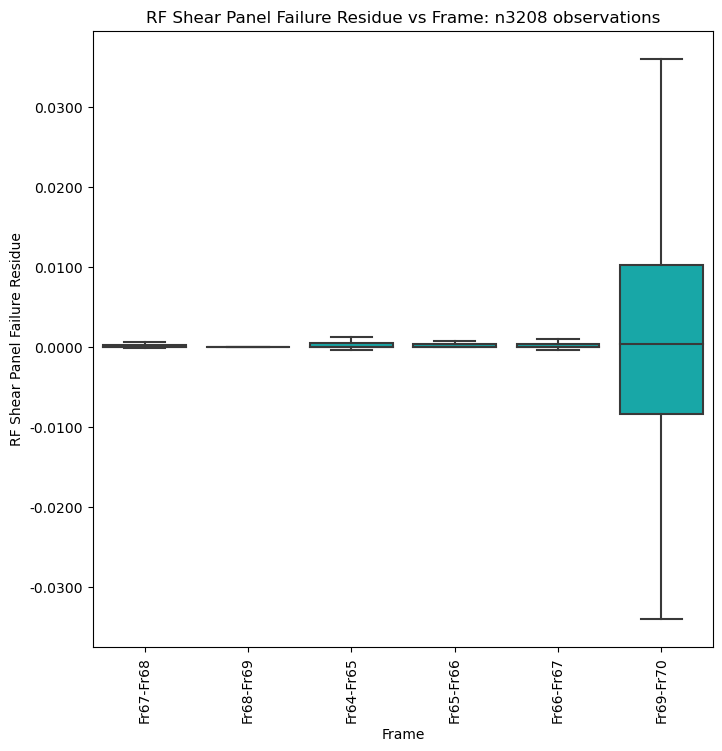 RF Shear Panel Failure Residue vs Frame: n3208 observations
RF Shear Panel Failure Residue
0.0300
0.0200
0.0100
0.0000
-0.0100
-0.0200
-0.0300
Fr67-Fr68
Fr68-Fr69
Fr64-Fr65
Fr65-Fr66
Fr66-Fr67
Fr69-Fr70
Frame